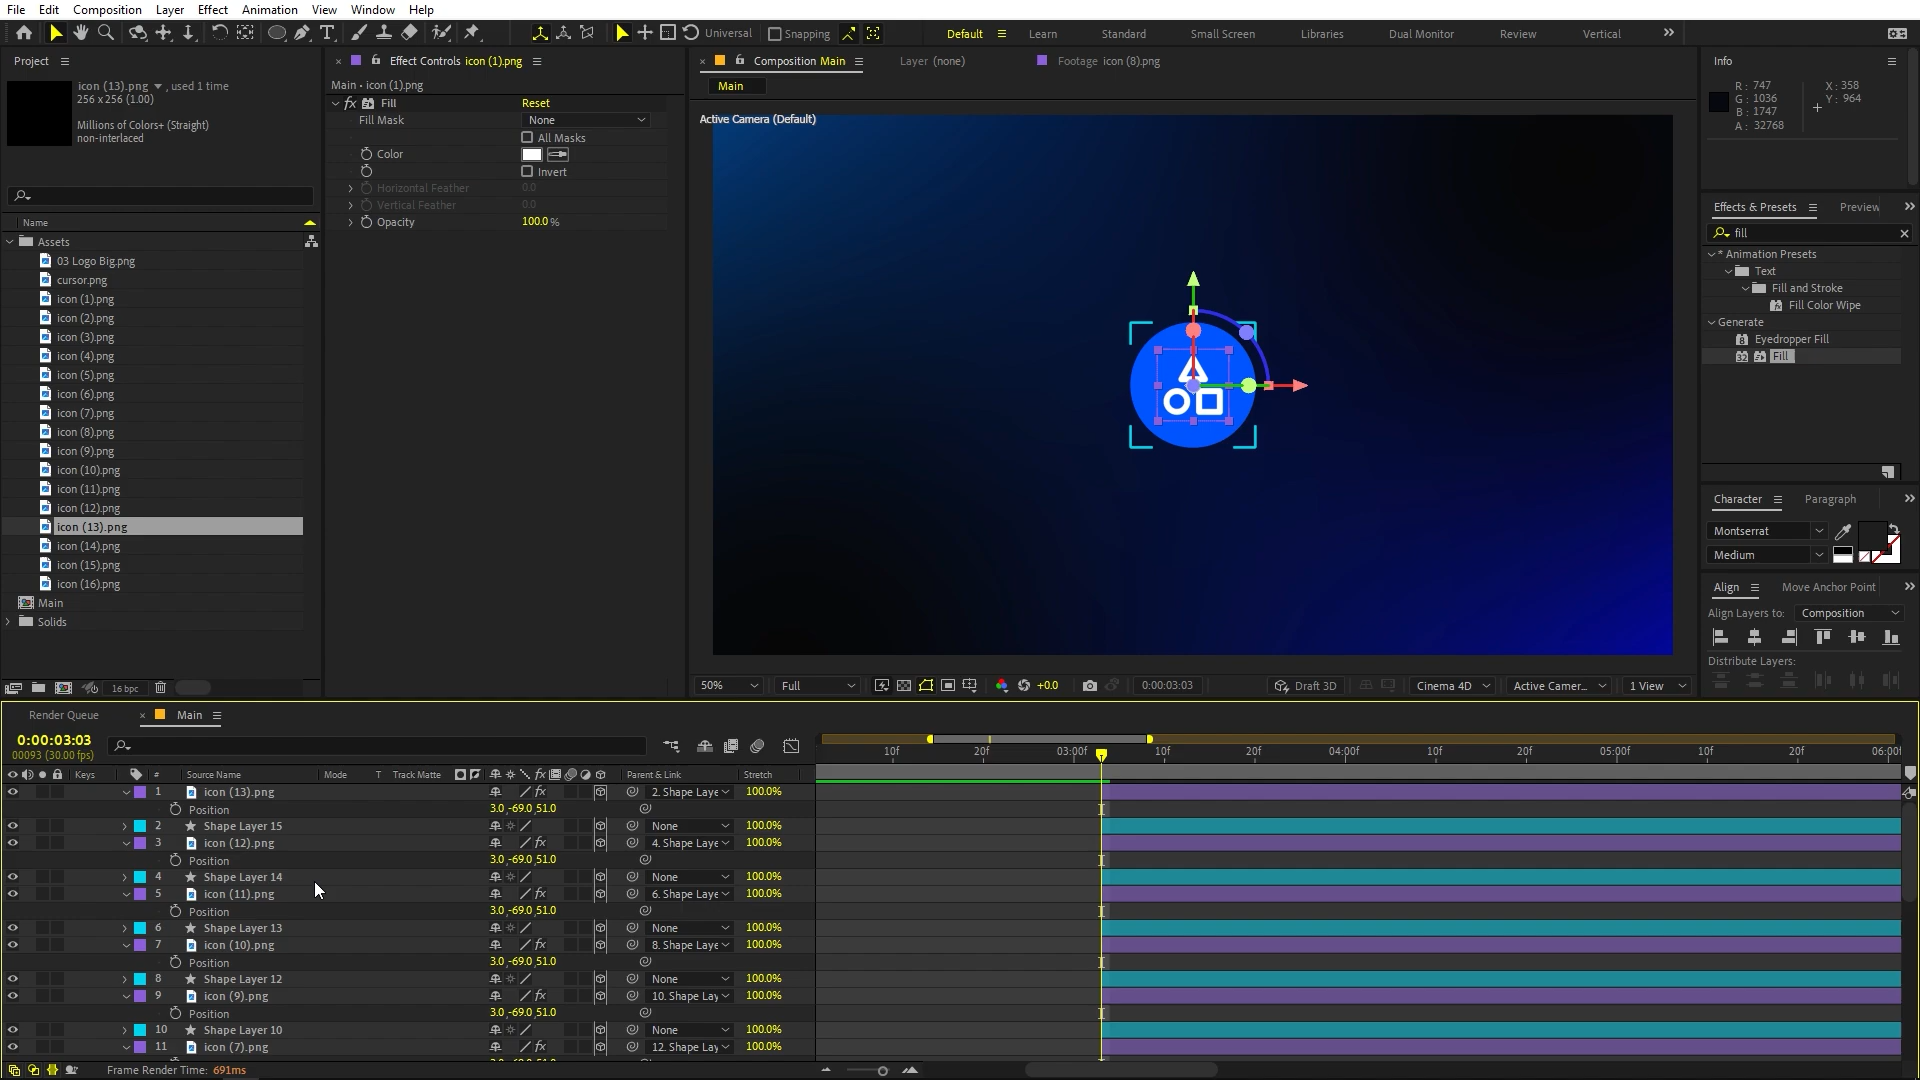 File Edit Composition Layer Effect Animation View Window Help
Universal Snapping Default Learn Standard Small Screen Libraries Dual Monitor Review Vertical
Project
icon (13).png , used 1 time
256 x 256 (1.00)
Millions of Colors+ (Straight)
non-interlaced
Name
Assets
03 Logo Big.png
cursor.png
icon (1).png
icon (2).png
icon (3).png
icon (4).png
icon (5).png
icon (6).png
icon (7).png
icon (8).png
icon (9).png
icon (10).png
icon (11).png
icon (12).png
icon (13).png
icon (14).png
icon (15).png
icon (16).png
Main
Solids
16 bpc
Effect Controls icon (1).png
Main • icon (1).png
fx Fill Reset
Fill Mask None
All Masks
Color
Invert
Horizontal Feather 0.0
Vertical Feather 0.0
Opacity 100.0 %
Composition Main Layer (none) Footage icon (8).png
Main
Active Camera (Default)
50% Full +0.0 0:00:03:03 Draft 3D Cinema 4D Active Camer... 1 View
Info
R: 747 X: 358
G: 1036 Y: 964
B: 1747
A: 32768
Effects & Presets Preview
fill
* Animation Presets
Text
Fill and Stroke
Fill Color Wipe
Generate
Eyedropper Fill
32 Fill
Character Paragraph
Montserrat
Medium
Align Move Anchor Point
Align Layers to: Composition
Distribute Layers:
Render Queue Main
0:00:03:03
00093 (30.00 fps)
10f 20f 03:00f 10f 20f 04:00f 10f 20f 05:00f 10f 20f 06:00f
Keys # Source Name Mode T Track Matte fx Parent & Link Stretch
1 icon (13).png 2. Shape Laye 100.0%
Position 3.0,-69.0,51.0
2 Shape Layer 15 None 100.0%
3 icon (12).png fx 4. Shape Laye 100.0%
Position 3.0,-69.0,51.0
4 Shape Layer 14 None 100.0%
5 icon (11).png fx 6. Shape Laye 100.0%
Position 3.0,-69.0,51.0
6 Shape Layer 13 None 100.0%
7 icon (10).png fx 8. Shape Laye 100.0%
Position 3.0,-69.0,51.0
8 Shape Layer 12 None 100.0%
9 icon (9).png fx 10. Shape Lay 100.0%
Position 3.0,-69.0,51.0
10 Shape Layer 10 None 100.0%
11 icon (7).png fx 12. Shape Lay 100.0%
Frame Render Time: 691ms